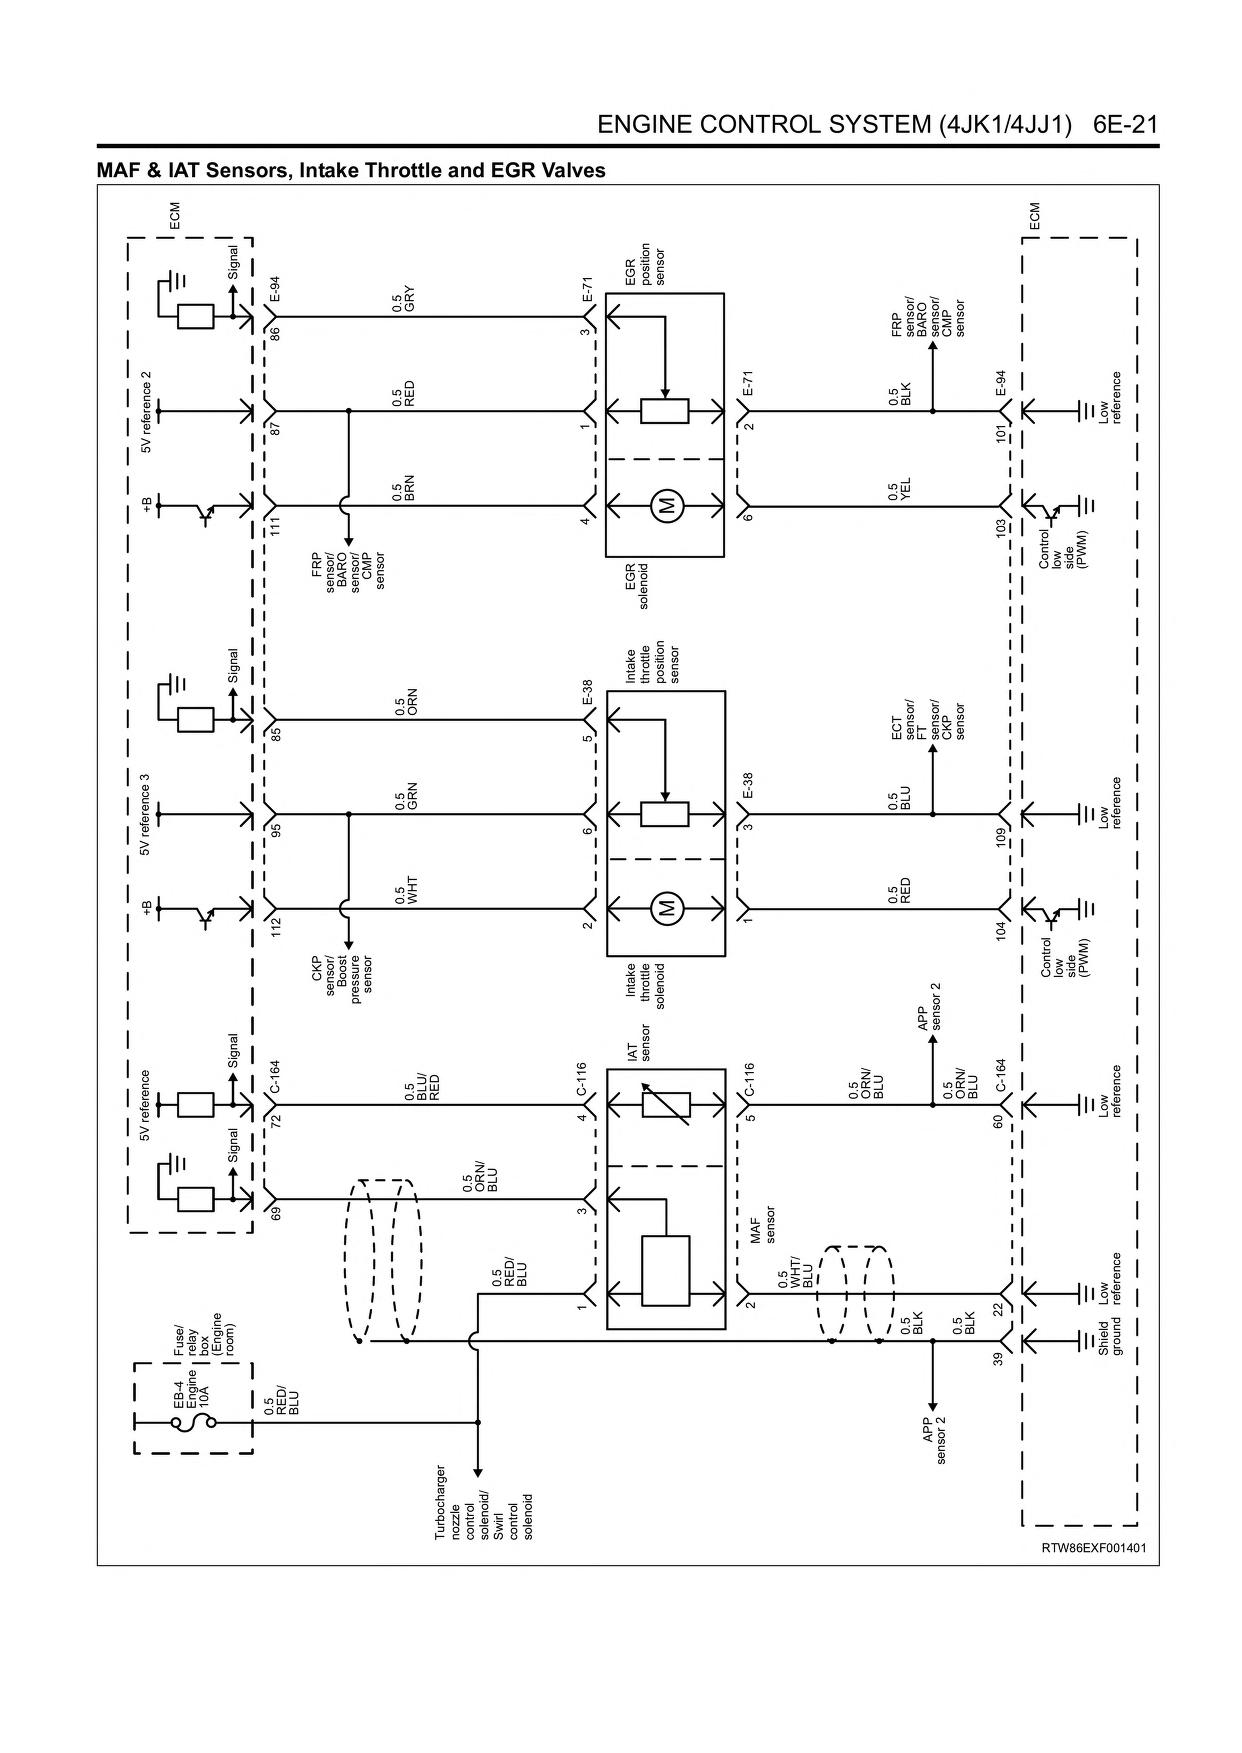 MAF & IAT Sensors, Intake Throttle and EGR Valves
ENGINE CONTROL SYSTEM (4JK1/4JJ1) 6E-21
EB-4
Engine
10A
Fuse/
relay
box
(Engine
room)
5V reference
+B
5V reference 3
+B
5V reference 2
ECM
Signal
Signal
Signal
Signal
69
72
C-164
112
95
85
111
87
86
E-94
0.5
RED/
BLU
CKP
sensor/
Boost
pressure
sensor
FRP
sensor/
BARO
sensor/
CMP
sensor
0.5
BLU/
RED
0.5
WHT
0.5
GRN
0.5
ORN
0.5
BRN
0.5
RED
0.5
GRY
Turbocharger
nozzle
control
solenoid/
Swirl
control
solenoid
0.5
RED/
BLU
0.5
ORN/
BLU
1
3
4
C-116
2
6
5
E-38
4
1
3
E-71
IAT
sensor
Intake
throttle
solenoid
M
Intake
throttle
position
sensor
EGR
solenoid
M
EGR
position
sensor
2
MAF
sensor
5
C-116
1
3
E-38
6
2
E-71
0.5
WHT/
BLU
0.5
ORN/
BLU
0.5
RED
0.5
BLU
0.5
YEL
0.5
BLK
0.5
BLK
APP
sensor 2
APP
sensor 2
ECT
sensor/
FT
sensor/
CKP
sensor
FRP
sensor/
BARO
sensor/
CMP
sensor
0.5
BLK
0.5
ORN/
BLU
39
22
60
C-164
104
109
103
101
E-94
ECM
Control
low
side
(PWM)
Control
low
side
(PWM)
Shield
ground
Low
reference
Low
reference
Low
reference
Low
reference
RTW86EXF001401